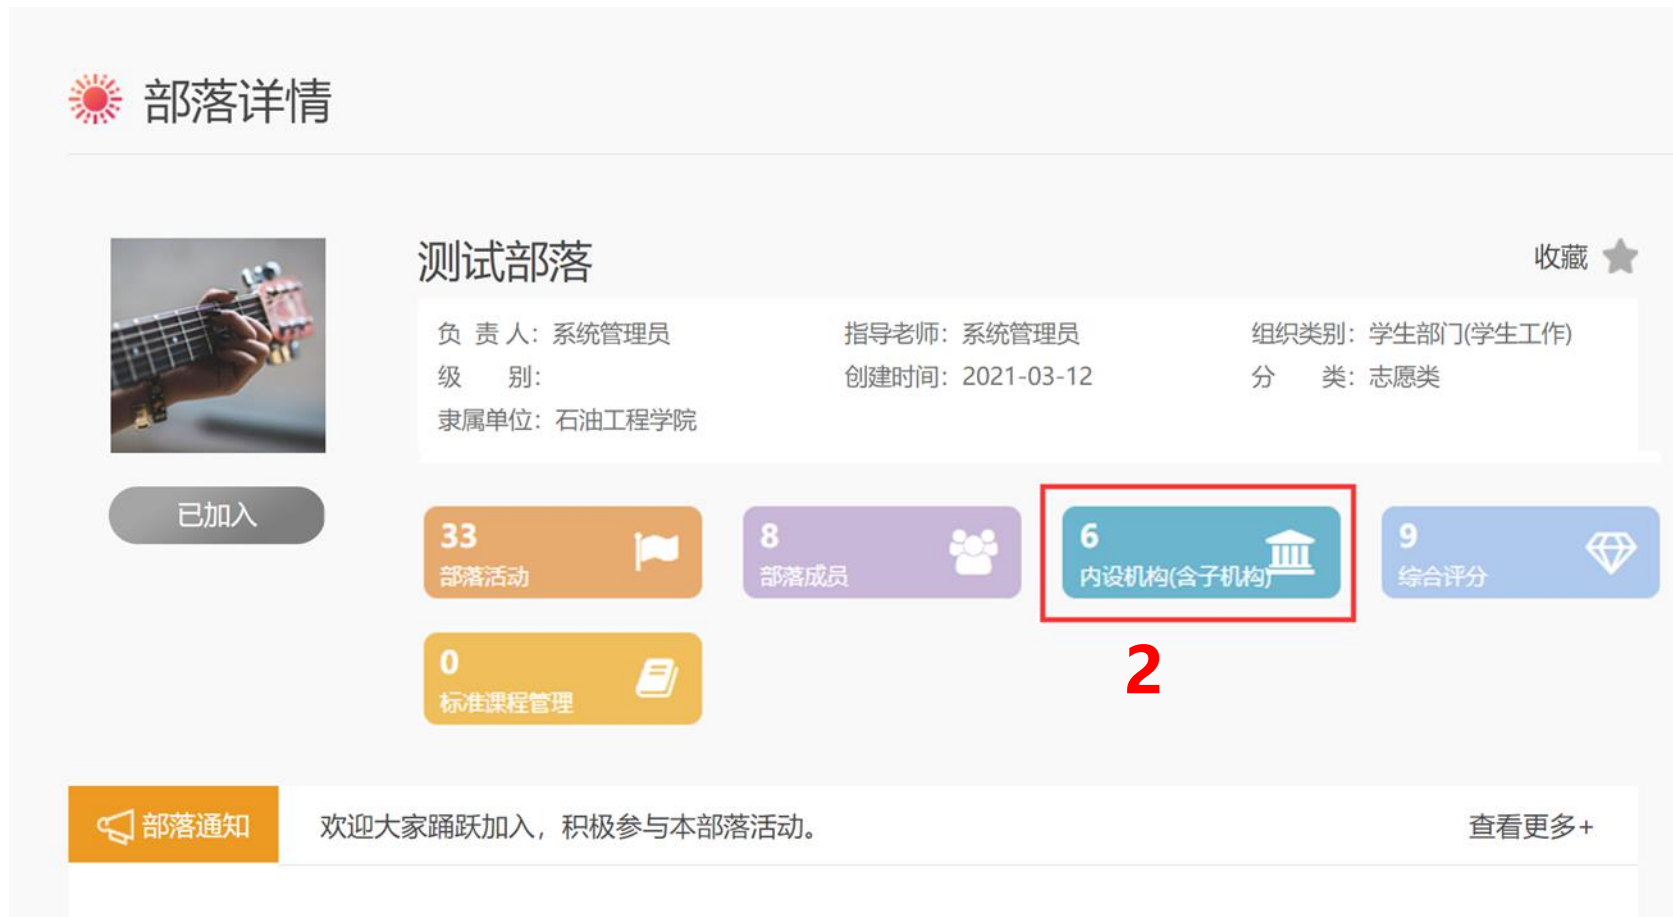 部落详情
测试部落
收藏
负 责 人：系统管理员
指导老师：系统管理员
组织类别：学生部门(学生工作)
级 别：
创建时间：2021-03-12
分 类：志愿类
隶属单位：石油工程学院
已加入
33
部落活动
8
部落成员
6
内设机构(含子机构)
9
综合评分
0
标准课程管理
2
部落通知
欢迎大家踊跃加入，积极参与本部落活动。
查看更多+